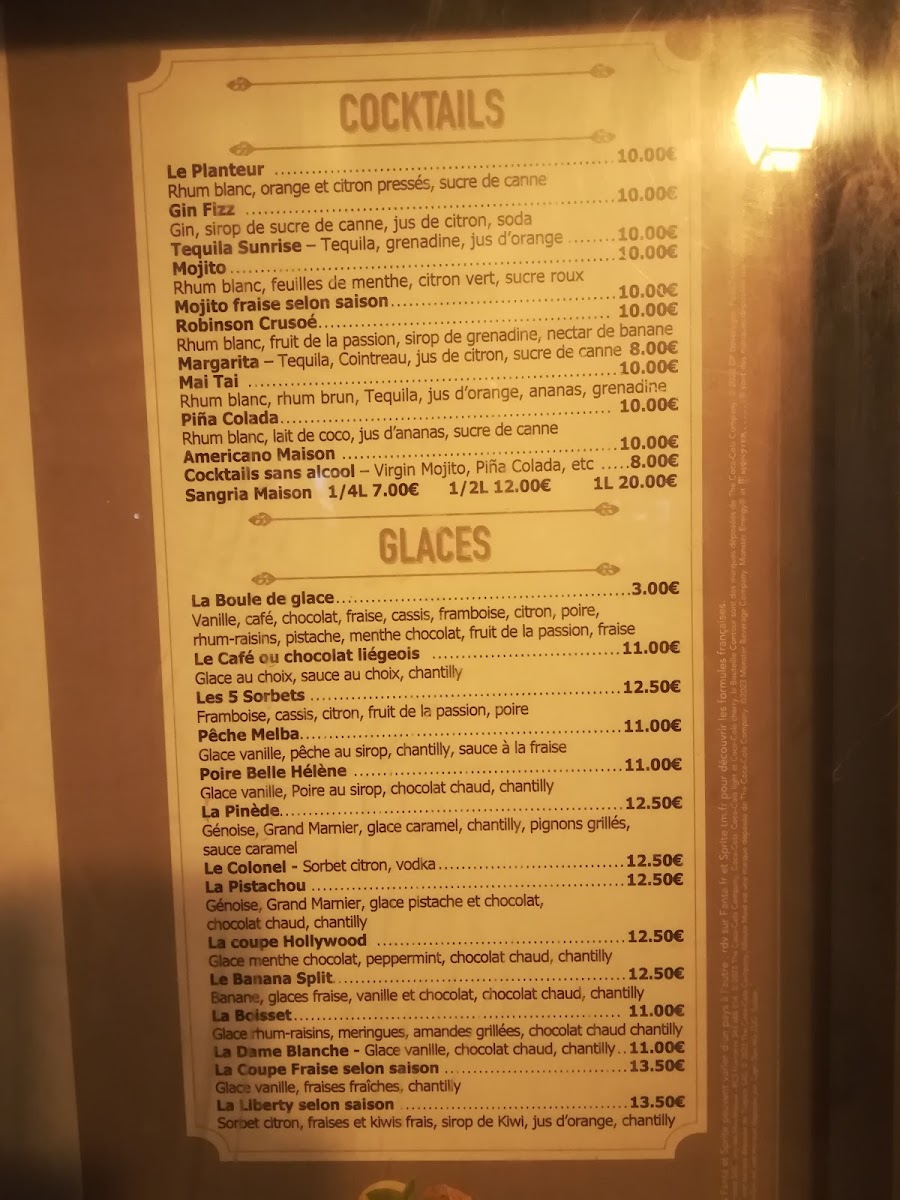 COCKTAILS
Le Planteur ........ 10.00€
Rhum blanc, orange et citron pressés, sucre de canne
Gin Fizz ........ 10.00€
Gin, sirop de sucre de canne, jus de citron, soda
Tequila Sunrise – Tequila, grenadine, jus d'orange ........ 10.00€
Mojito ........ 10.00€
Rhum blanc, feuilles de menthe, citron vert, sucre roux
Mojito fraise selon saison ........ 10.00€
Robinson Crusoé ........ 10.00€
Rhum blanc, fruit de la passion, sirop de grenadine, nectar de banane
Margarita – Tequila, Cointreau, jus de citron, sucre de canne 8.00€
Mai Tai ........ 10.00€
Rhum blanc, rhum brun, Tequila, jus d'orange, ananas, grenadine
Piña Colada ........ 10.00€
Rhum blanc, lait de coco, jus d'ananas, sucre de canne
Americano Maison ........ 10.00€
Cocktails sans alcool – Virgin Mojito, Piña Colada, etc ..... 8.00€
Sangria Maison 1/4L 7.00€ 1/2L 12.00€ 1L 20.00€
GLACES
La Boule de glace ........ 3.00€
Vanille, café, chocolat, fraise, cassis, framboise, citron, poire,
rhum-raisins, pistache, menthe chocolat, fruit de la passion, fraise
Le Café ou chocolat liégeois ........ 11.00€
Glace au choix, sauce au choix, chantilly
Les 5 Sorbets ........ 12.50€
Framboise, cassis, citron, fruit de la passion, poire
Pêche Melba ........ 11.00€
Glace vanille, pêche au sirop, chantilly, sauce à la fraise
Poire Belle Hélène ........ 11.00€
Glace vanille, Poire au sirop, chocolat chaud, chantilly
La Pinède ........ 12.50€
Génoise, Grand Marnier, glace caramel, chantilly, pignons grillés,
sauce caramel
Le Colonel - Sorbet citron, vodka ........ 12.50€
La Pistachou ........ 12.50€
Génoise, Grand Marnier, glace pistache et chocolat,
chocolat chaud, chantilly
La coupe Hollywood ........ 12.50€
Glace menthe chocolat, peppermint, chocolat chaud, chantilly
Le Banana Split ........ 12.50€
Banane, glaces fraise, vanille et chocolat, chocolat chaud, chantilly
La Boisset ........ 11.00€
Glace rhum-raisins, meringues, amandes grillées, chocolat chaud chantilly
La Dame Blanche - Glace vanille, chocolat chaud, chantilly .. 11.00€
La Coupe Fraise selon saison ........ 13.50€
Glace vanille, fraises fraîches, chantilly
La Liberty selon saison ........ 13.50€
Sorbet citron, fraises et kiwis frais, sirop de Kiwi, jus d'orange, chantilly
d'un pays à l'autre : rdv sur Fanta.fr et Sprite.tm.fr pour découvrir les formules françaises.